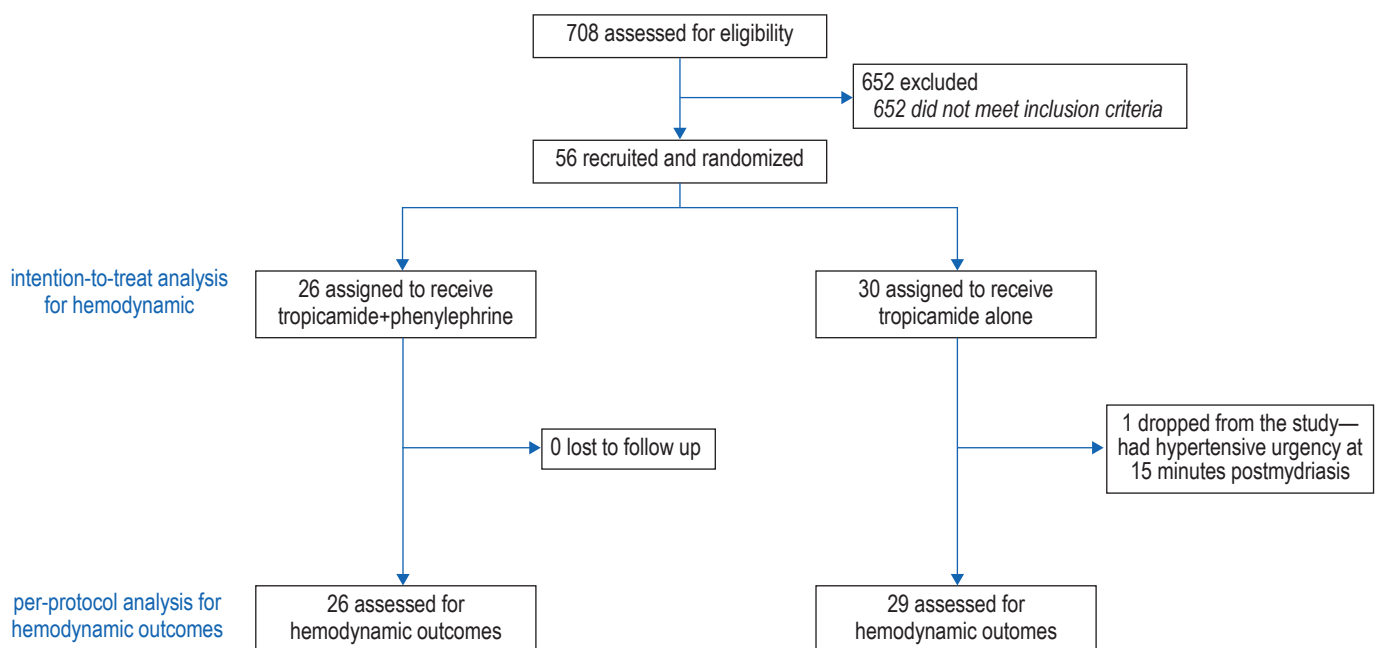 708 assessed for eligibility
652 excluded
652 did not meet inclusion criteria
56 recruited and randomized
intention-to-treat analysis
for hemodynamic
26 assigned to receive
tropicamide+phenylephrine
30 assigned to receive
tropicamide alone
0 lost to follow up
1 dropped from the study—
had hypertensive urgency at
15 minutes postmydriasis
per-protocol analysis for
hemodynamic outcomes
26 assessed for
hemodynamic outcomes
29 assessed for
hemodynamic outomes